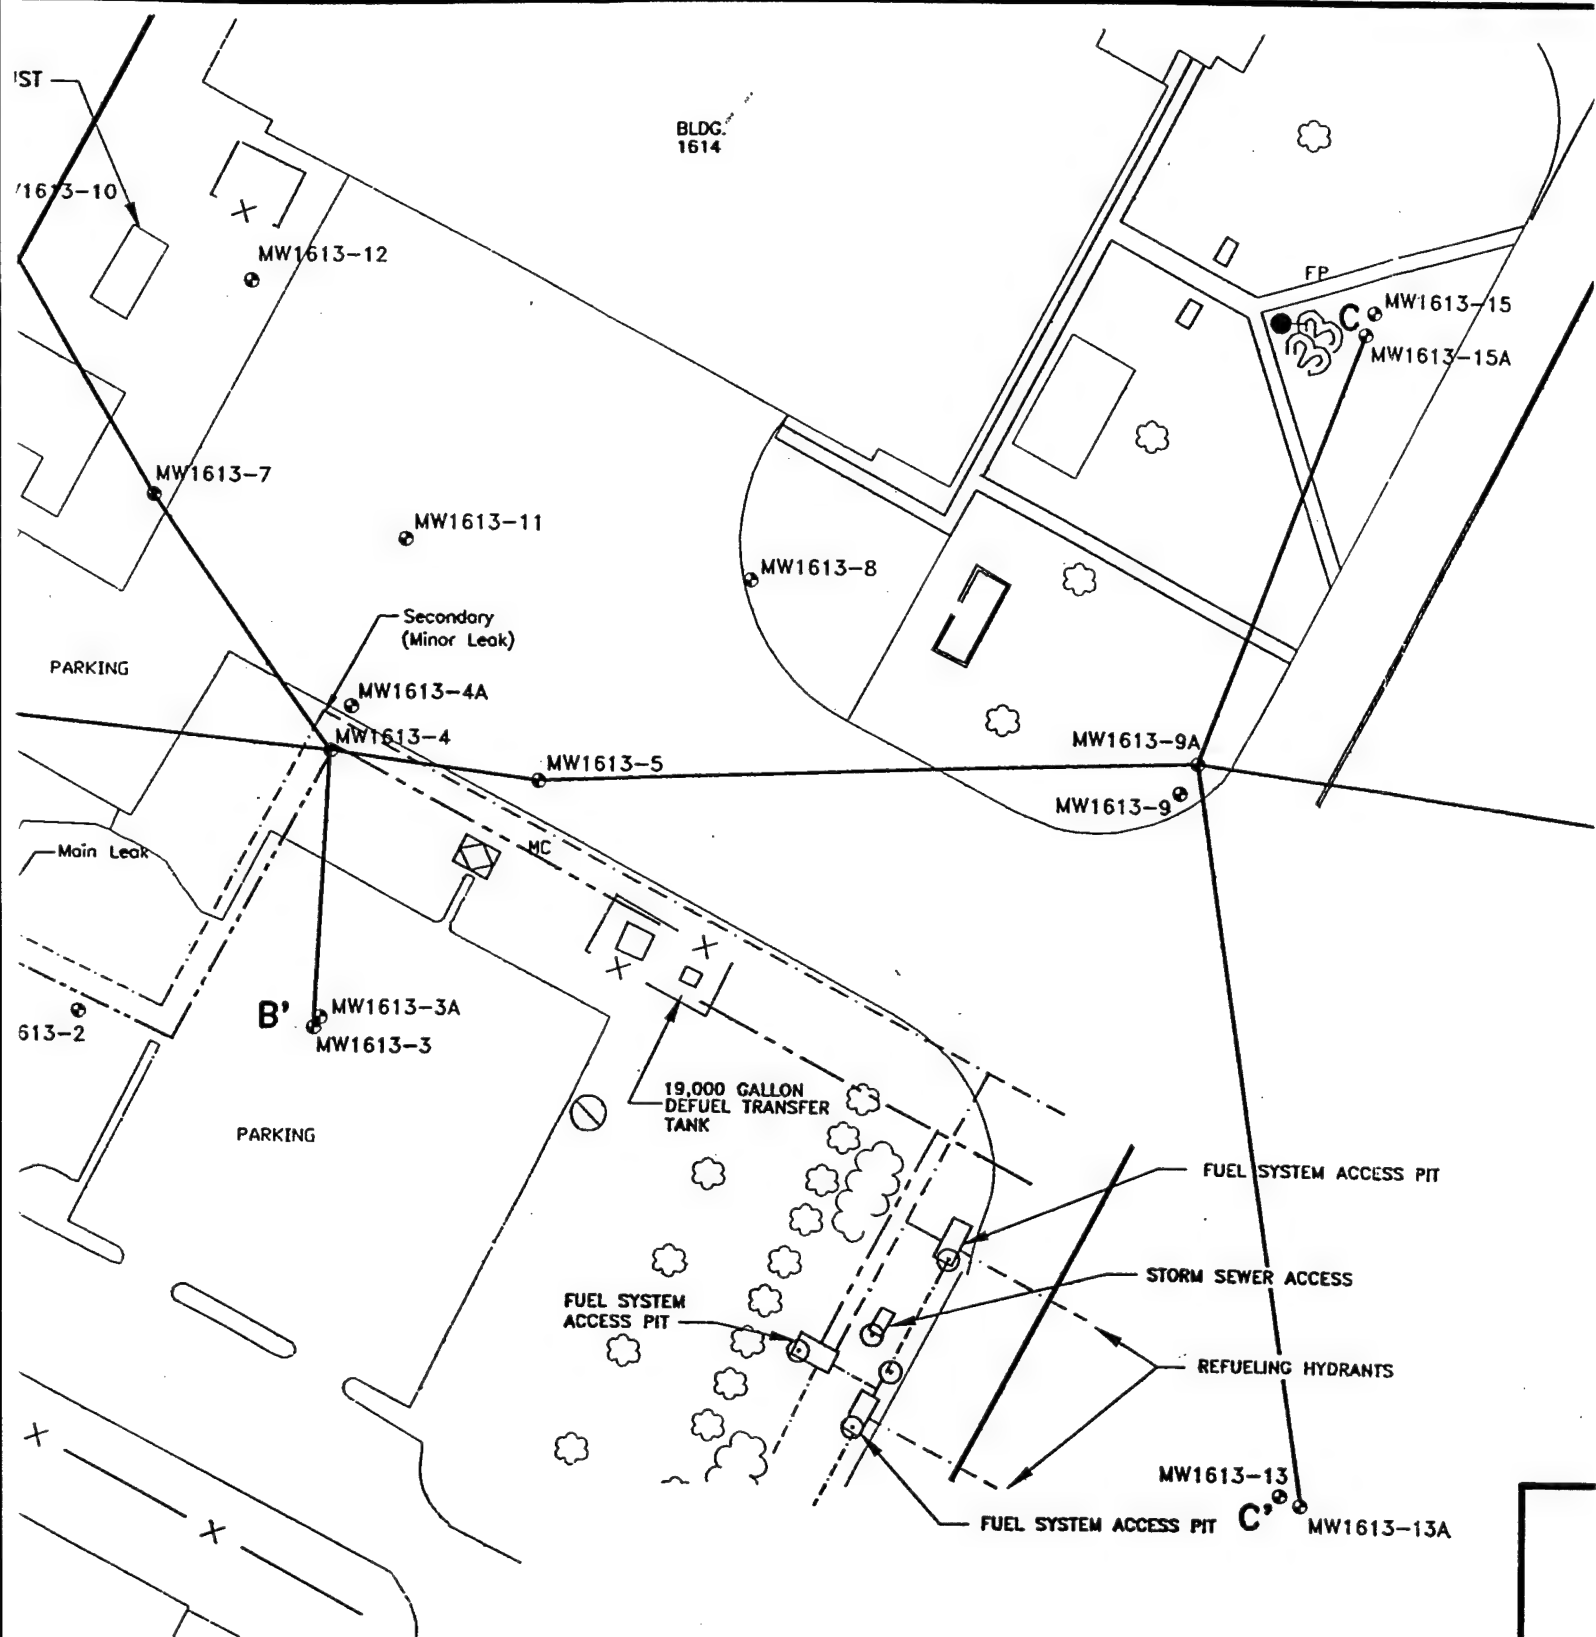 BLDG.
1614
MW1613-12
FP
MW1613-15
C
MW1613-15A
MW1613-7
MW1613-11
MW1613-8
Secondary
(Minor Leak)
PARKING
MW1613-4A
MW1613-4
MW1613-5
MW1613-9A
MW1613-9
Main Leak
MC
B'
MW1613-3A
MW1613-3
613-2
19,000 GALLON
DEFUEL TRANSFER
TANK
PARKING
FUEL SYSTEM ACCESS PIT
STORM SEWER ACCESS
FUEL SYSTEM
ACCESS PIT
REFUELING HYDRANTS
MW1613-13
C'
MW1613-13A
FUEL SYSTEM ACCESS PIT
1613-10
ST